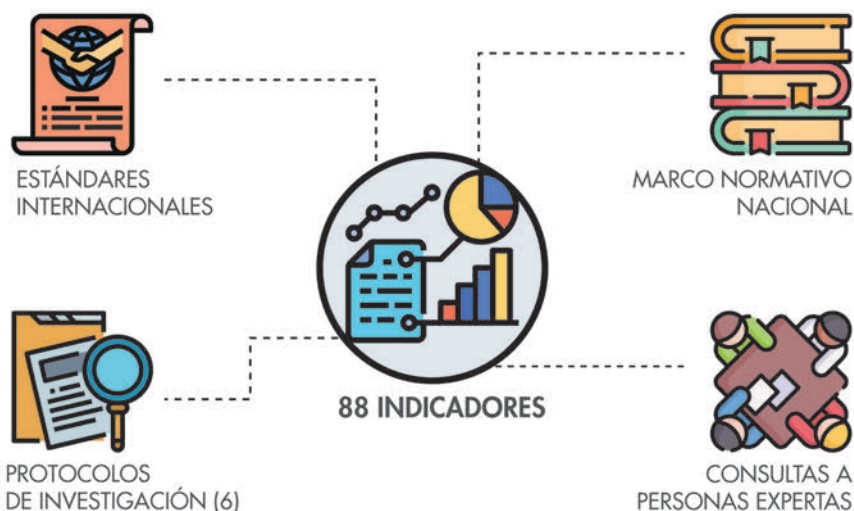 ESTÁNDARES
INTERNACIONALES
MARCO NORMATIVO
NACIONAL
88 INDICADORES
PROTOCOLOS
DE INVESTIGACIÓN (6)
CONSULTAS A
PERSONAS EXPERTAS